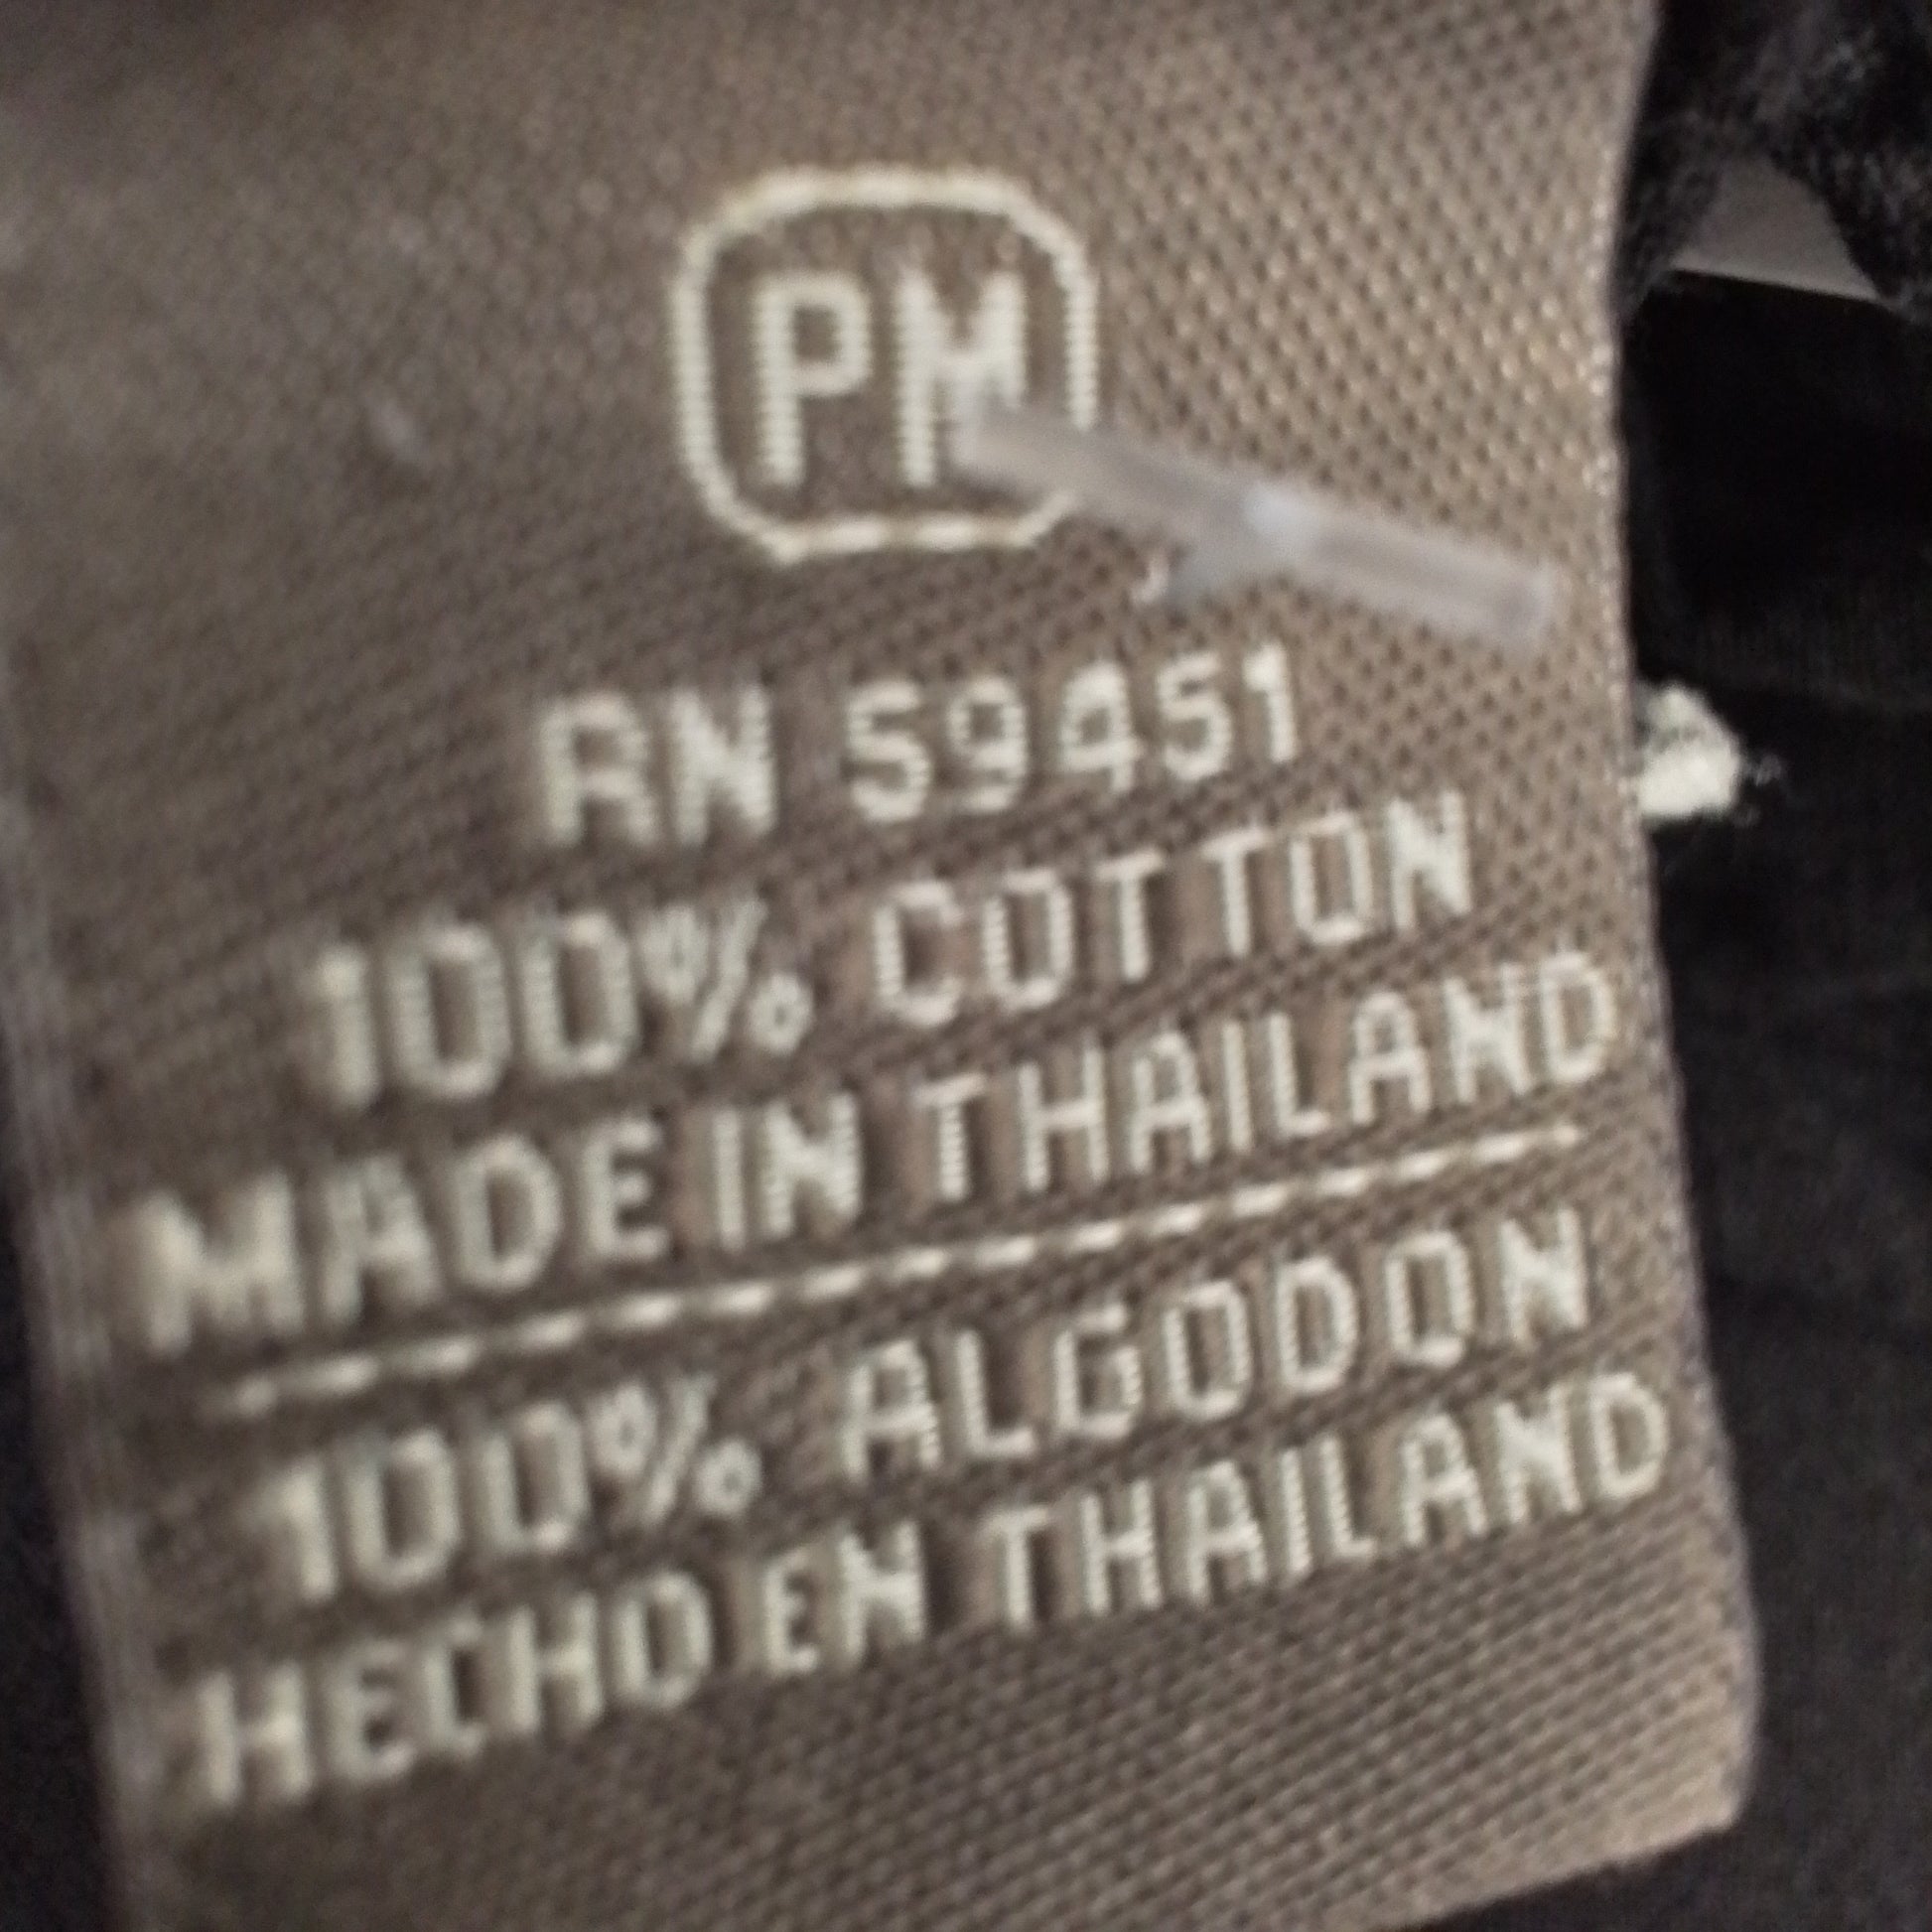 PM
RN 59451
100% COTTON
MADE IN THAILAND
100% ALGODON
HECHO EN THAILAND